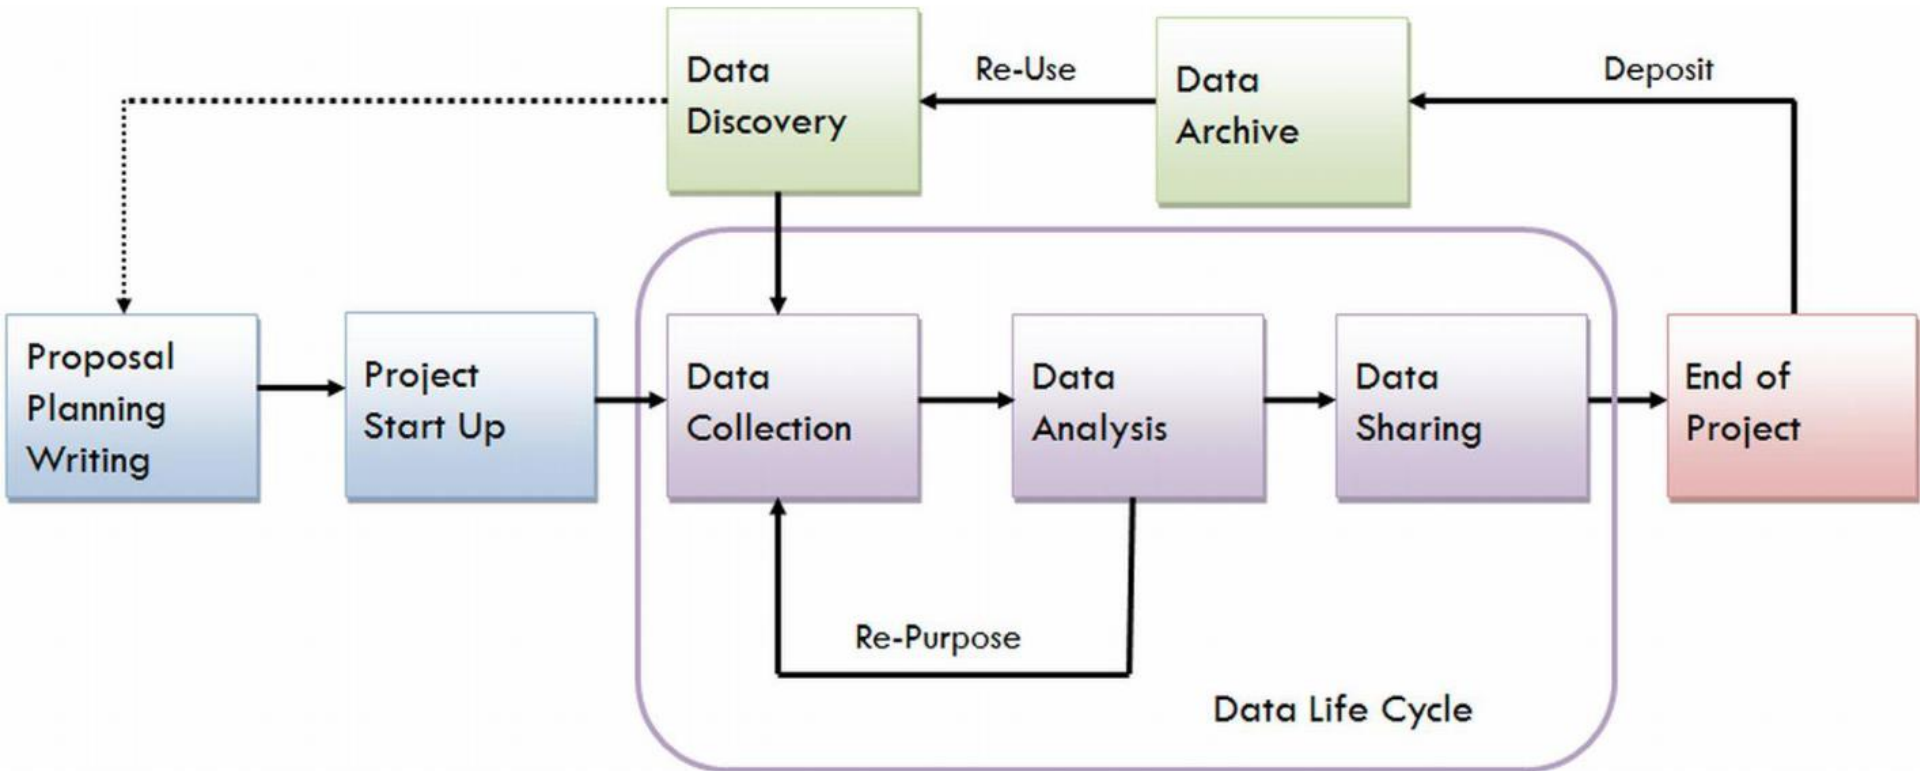 Data
Discovery
Re-Use
Data
Archive
Deposit
Proposal
Planning
Writing
Project
Start Up
Data
Collection
Data
Analysis
Data
Sharing
End of
Project
Re-Purpose
Data Life Cycle